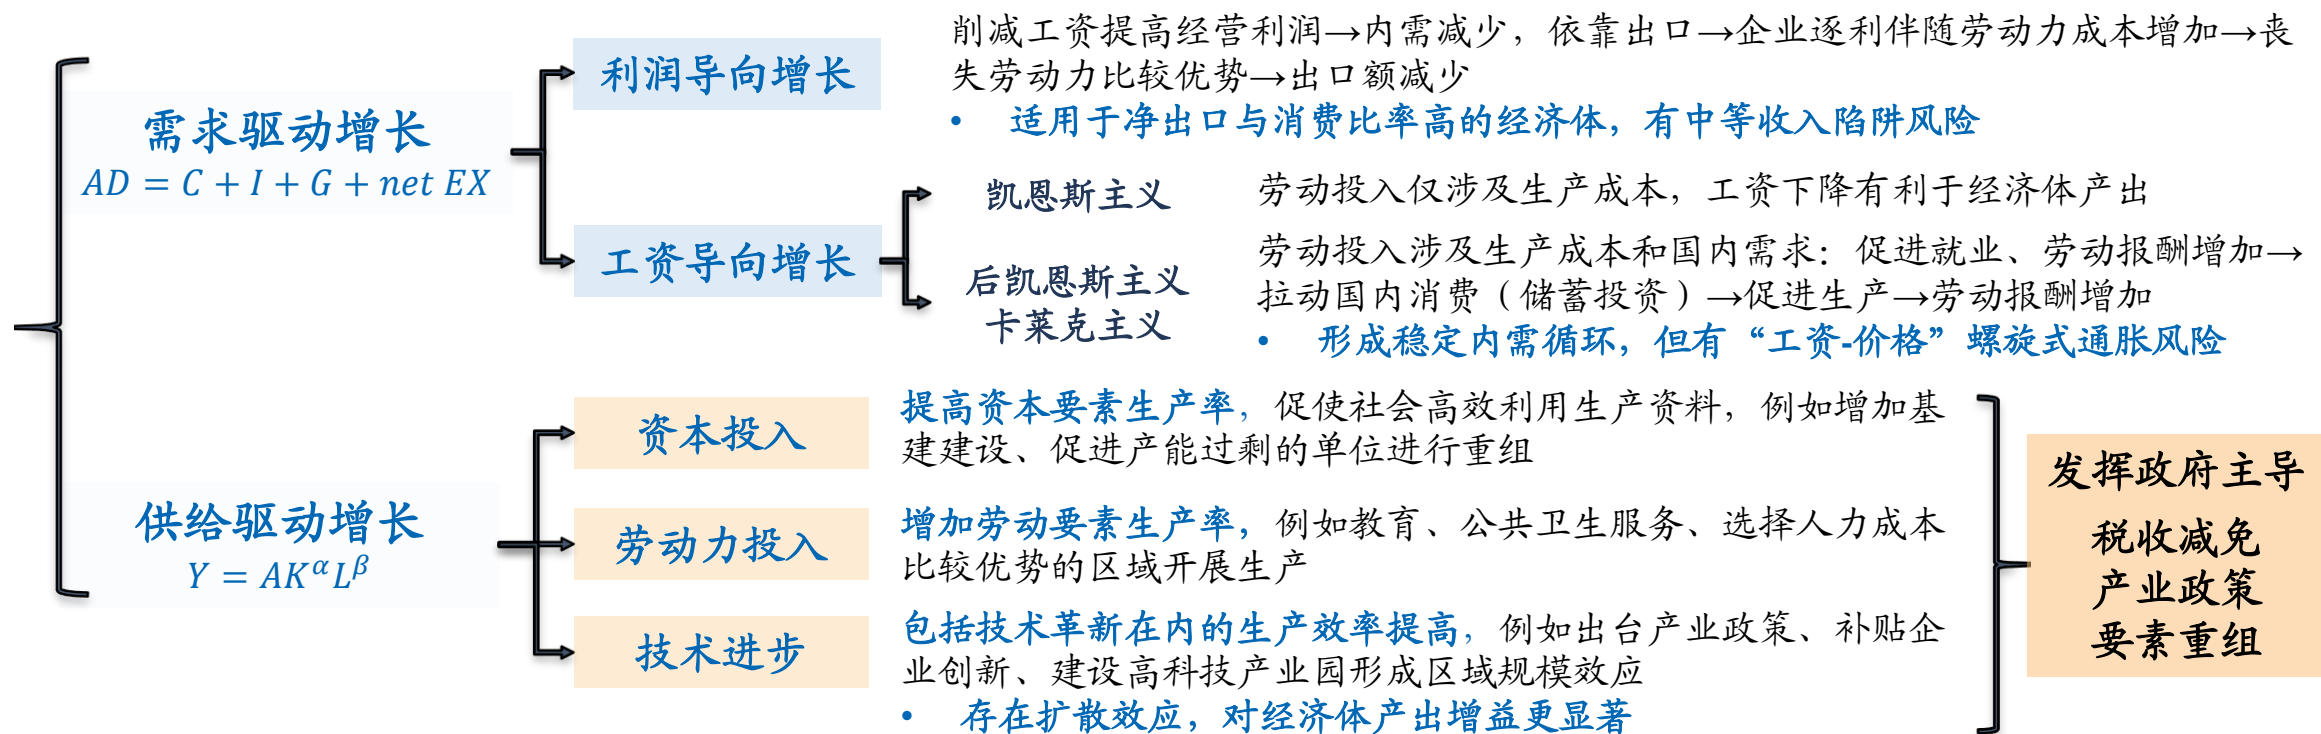 削减工资提高经营利润→内需减少，依靠出口→企业逐利伴随劳动力成本增加→丧
失劳动力比较优势→出口额减少
利润导向增长
• 适用于净出口与消费比率高的经济体，有中等收入陷阱风险
需求驱动增长
AD = C + I + G + net EX
凯恩斯主义
劳动投入仅涉及生产成本，工资下降有利于经济体产出
工资导向增长
后凯恩斯主义
卡莱克主义
劳动投入涉及生产成本和国内需求：促进就业、劳动报酬增加→
拉动国内消费（储蓄投资）→促进生产→劳动报酬增加
• 形成稳定内需循环，但有“工资-价格”螺旋式通胀风险
资本投入
提高资本要素生产率，促使社会高效利用生产资料，例如增加基
建建设、促进产能过剩的单位进行重组
供给驱动增长
Y = AK^α L^β
劳动力投入
增加劳动要素生产率，例如教育、公共卫生服务、选择人力成本
比较优势的区域开展生产
技术进步
包括技术革新在内的生产效率提高，例如出台产业政策、补贴企
业创新、建设高科技产业园形成区域规模效应
• 存在扩散效应，对经济体产出增益更显著
发挥政府主导
税收减免
产业政策
要素重组